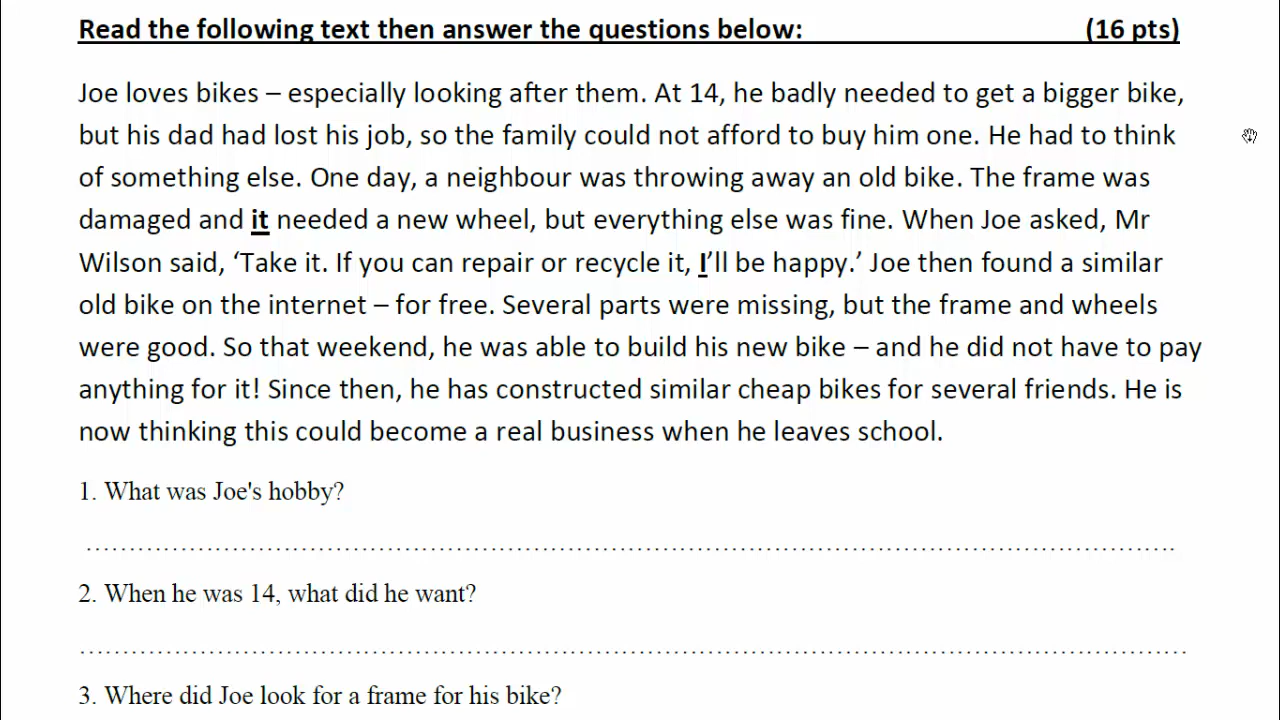 Read the following text then answer the questions below: (16 pts)
Joe loves bikes – especially looking after them. At 14, he badly needed to get a bigger bike,
but his dad had lost his job, so the family could not afford to buy him one. He had to think
of something else. One day, a neighbour was throwing away an old bike. The frame was
damaged and it needed a new wheel, but everything else was fine. When Joe asked, Mr
Wilson said, ‘Take it. If you can repair or recycle it, I’ll be happy.’ Joe then found a similar
old bike on the internet – for free. Several parts were missing, but the frame and wheels
were good. So that weekend, he was able to build his new bike – and he did not have to pay
anything for it! Since then, he has constructed similar cheap bikes for several friends. He is
now thinking this could become a real business when he leaves school.
1. What was Joe's hobby?
………………………………………………………………………………………………………………….
2. When he was 14, what did he want?
……………………………………………………………………………………………………………………
3. Where did Joe look for a frame for his bike?